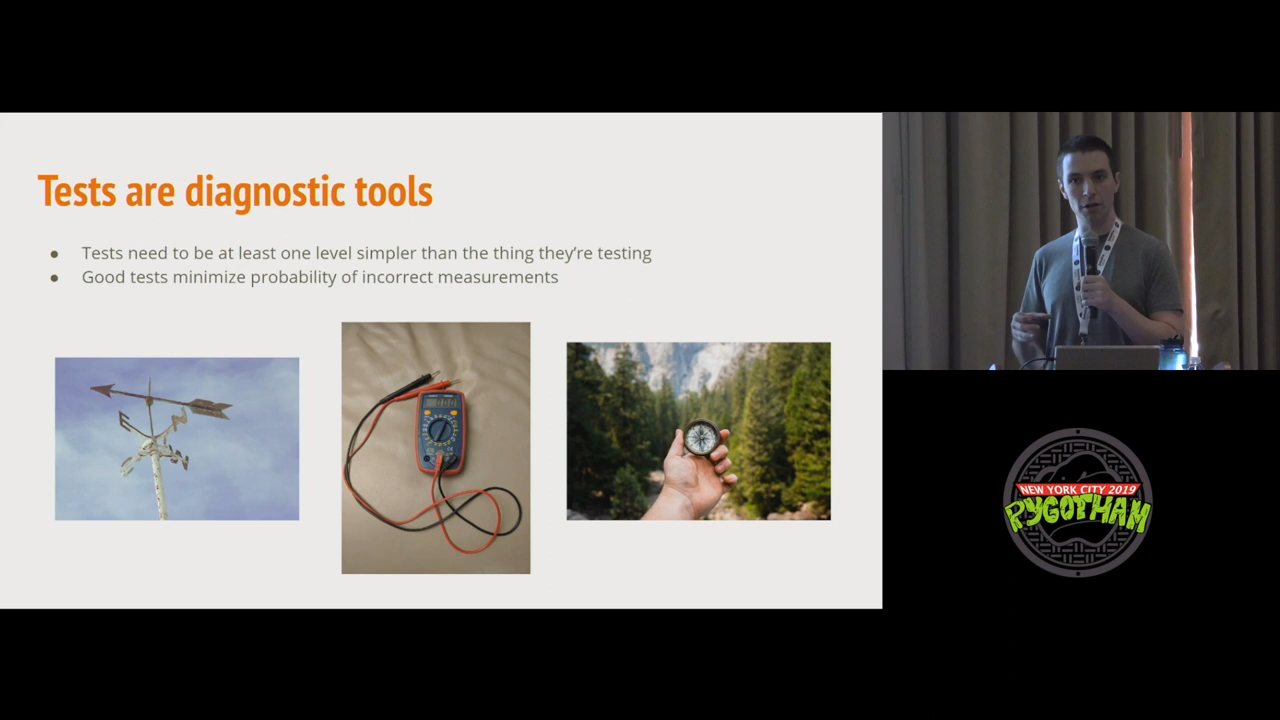 Tests are diagnostic tools
● Tests need to be at least one level simpler than the thing they’re testing
● Good tests minimize probability of incorrect measurements
NEW YORK CITY 2019
PYGOTHAM